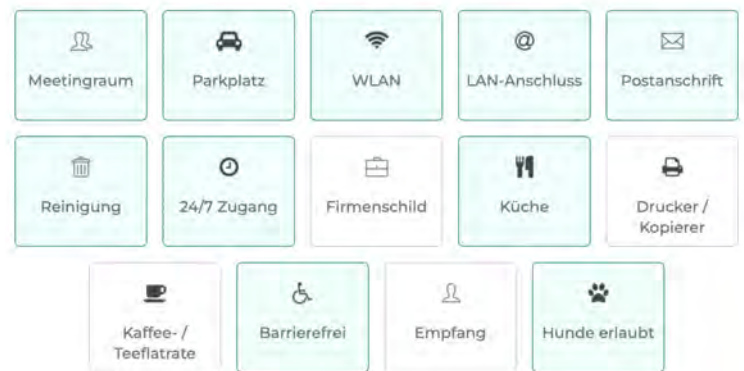 Meetingraum
Parkplatz
WLAN
LAN-Anschluss
Postanschrift
Reinigung
24/7 Zugang
Firmenschild
Küche
Drucker /
Kopierer
Kaffee- /
Teeflatrate
Barrierefrei
Empfang
Hunde erlaubt